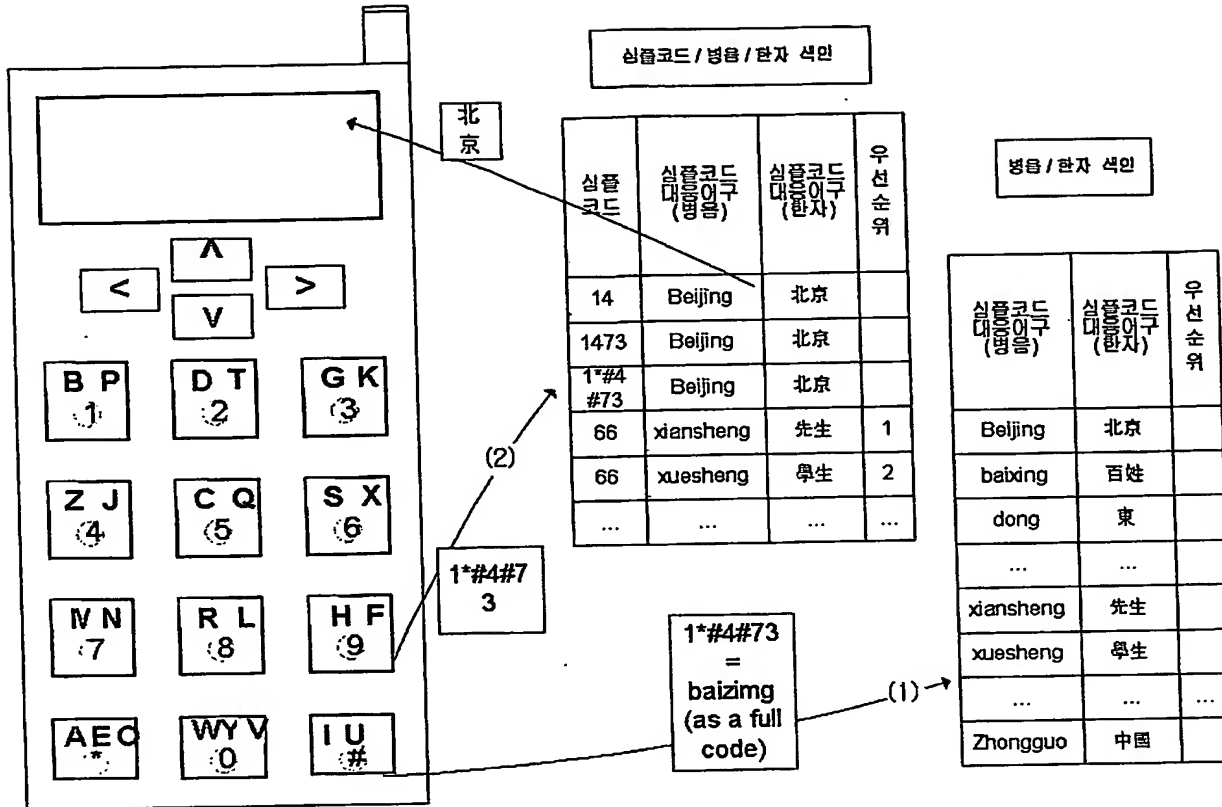 심플코드 / 병음 / 한자 색인
北
京
병음 / 한자 색인
심플
코드
심플코드
대응어구
(병음)
심플코드
대응어구
(한자)
우
선
순
위
14 Beijing 北京
1473 Beijing 北京
1*#4
#73
Beijing 北京
66 xiansheng 先生 1
66 xuesheng 學生 2
... ... ... ...
<
Λ
V
>
B P
1
D T
2
G K
3
Z J
4
C Q
5
S X
6
M N
7
R L
8
H F
9
A E O
*
W Y V
0
I U
#
(2)
1*#4#7
3
1*#4#73
=
baizimg
(as a full
code)
(1)
심플코드
대응어구
(병음)
심플코드
대응어구
(한자)
우
선
순
위
Beijing 北京
baixing 百姓
dong 東
... ...
xiansheng 先生
xuesheng 學生
... ... ...
Zhongguo 中國